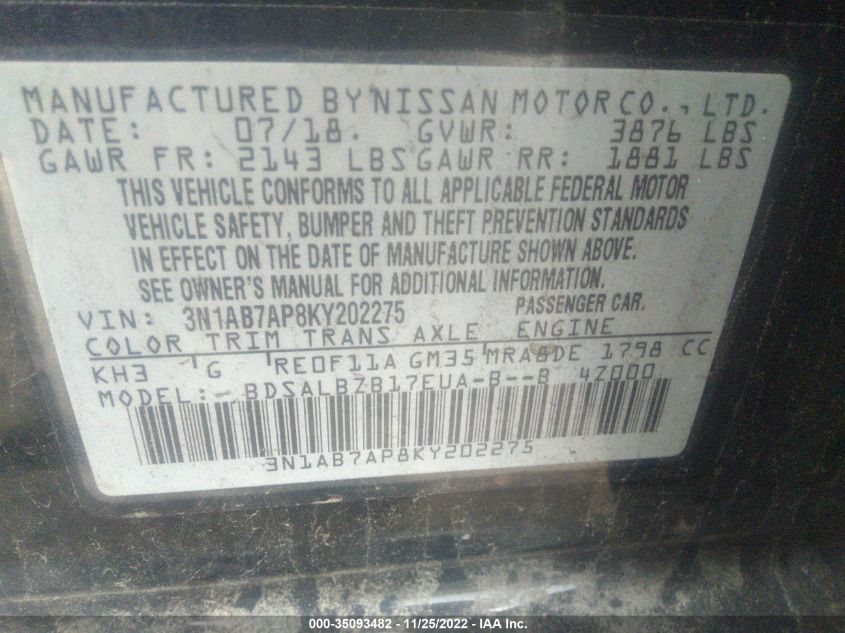 MANUFACTURED BY NISSAN MOTOR CO., LTD.
DATE: 07/18. GVWR: 3876 LBS
GAWR FR: 2143 LBS GAWR RR: 1881 LBS
THIS VEHICLE CONFORMS TO ALL APPLICABLE FEDERAL MOTOR
VEHICLE SAFETY, BUMPER AND THEFT PREVENTION STANDARDS
IN EFFECT ON THE DATE OF MANUFACTURE SHOWN ABOVE.
SEE OWNER'S MANUAL FOR ADDITIONAL INFORMATION.
VIN: 3N1AB7AP8KY202275 PASSENGER CAR.
COLOR TRIM TRANS AXLE ENGINE
KH3 G RE0F11A GM35 MRA8DE 1798 CC
MODEL: BDSALBZB17EUA-B--B 4Z000
3N1AB7AP8KY202275
000-35093482 - 11/25/2022 - IAA Inc.